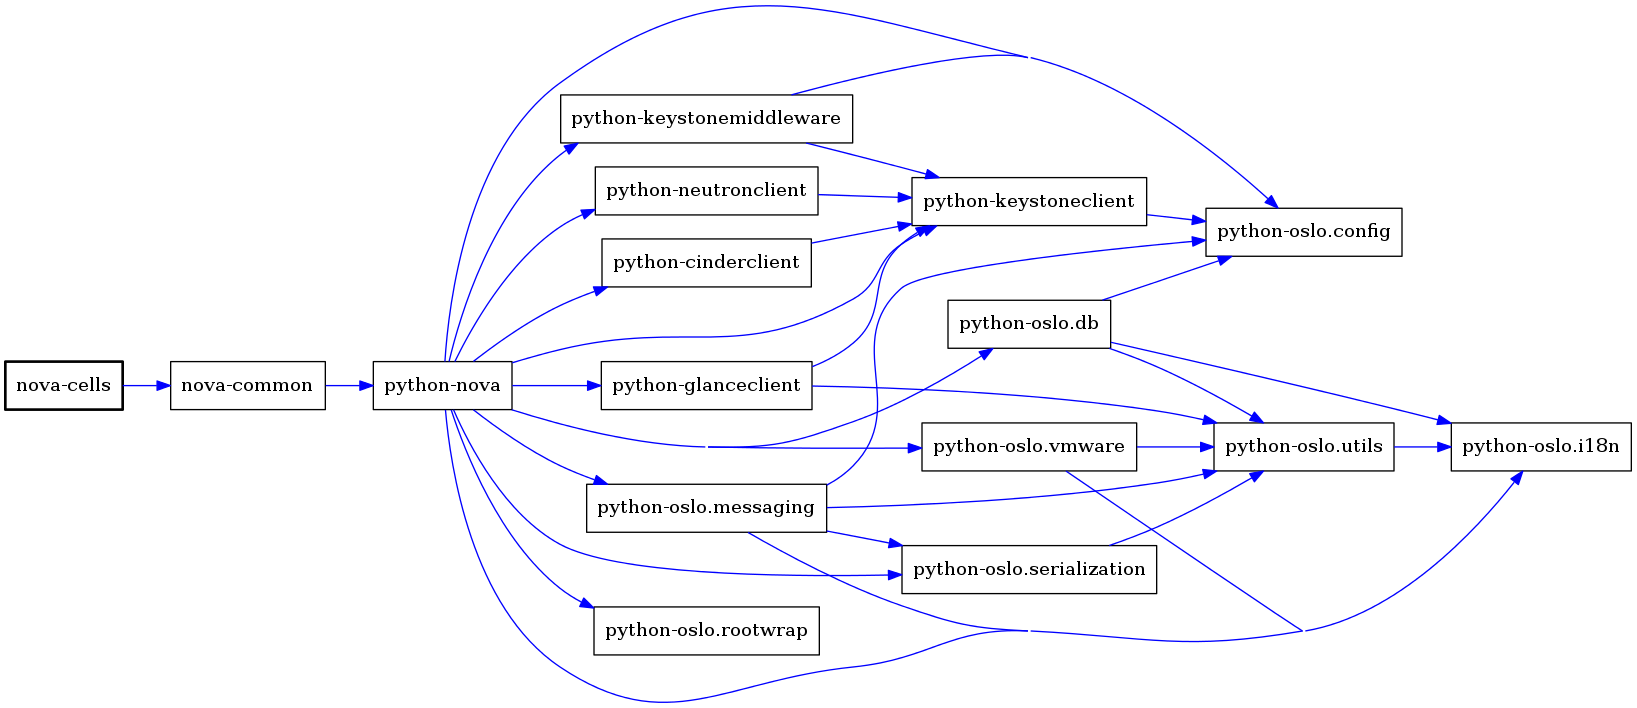 nova-cells
nova-common
python-nova
python-keystonemiddleware
python-neutronclient
python-cinderclient
python-glanceclient
python-oslo.messaging
python-oslo.rootwrap
python-keystoneclient
python-oslo.db
python-oslo.vmware
python-oslo.serialization
python-oslo.config
python-oslo.utils
python-oslo.i18n